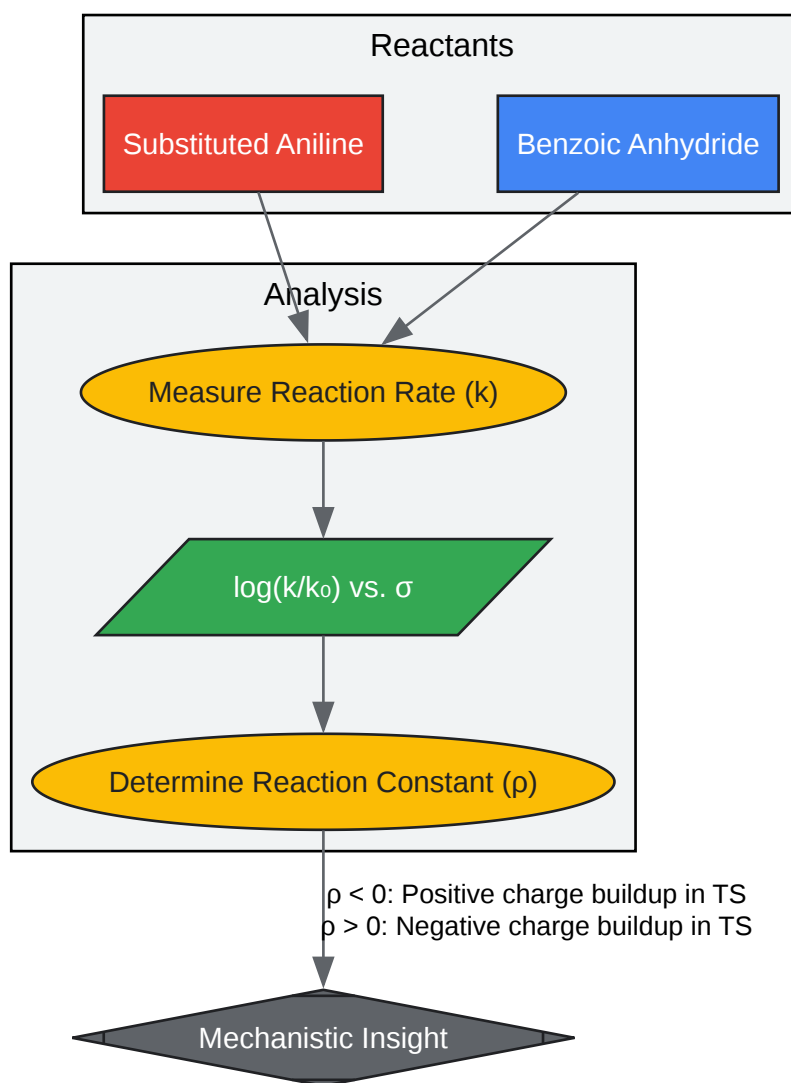 Reactants
Substituted Aniline
Benzoic Anhydride
Analysis
Measure Reaction Rate (k)
log(k/k₀) vs. σ
Determine Reaction Constant (ρ)
ρ < 0: Positive charge buildup in TS
ρ > 0: Negative charge buildup in TS
Mechanistic Insight